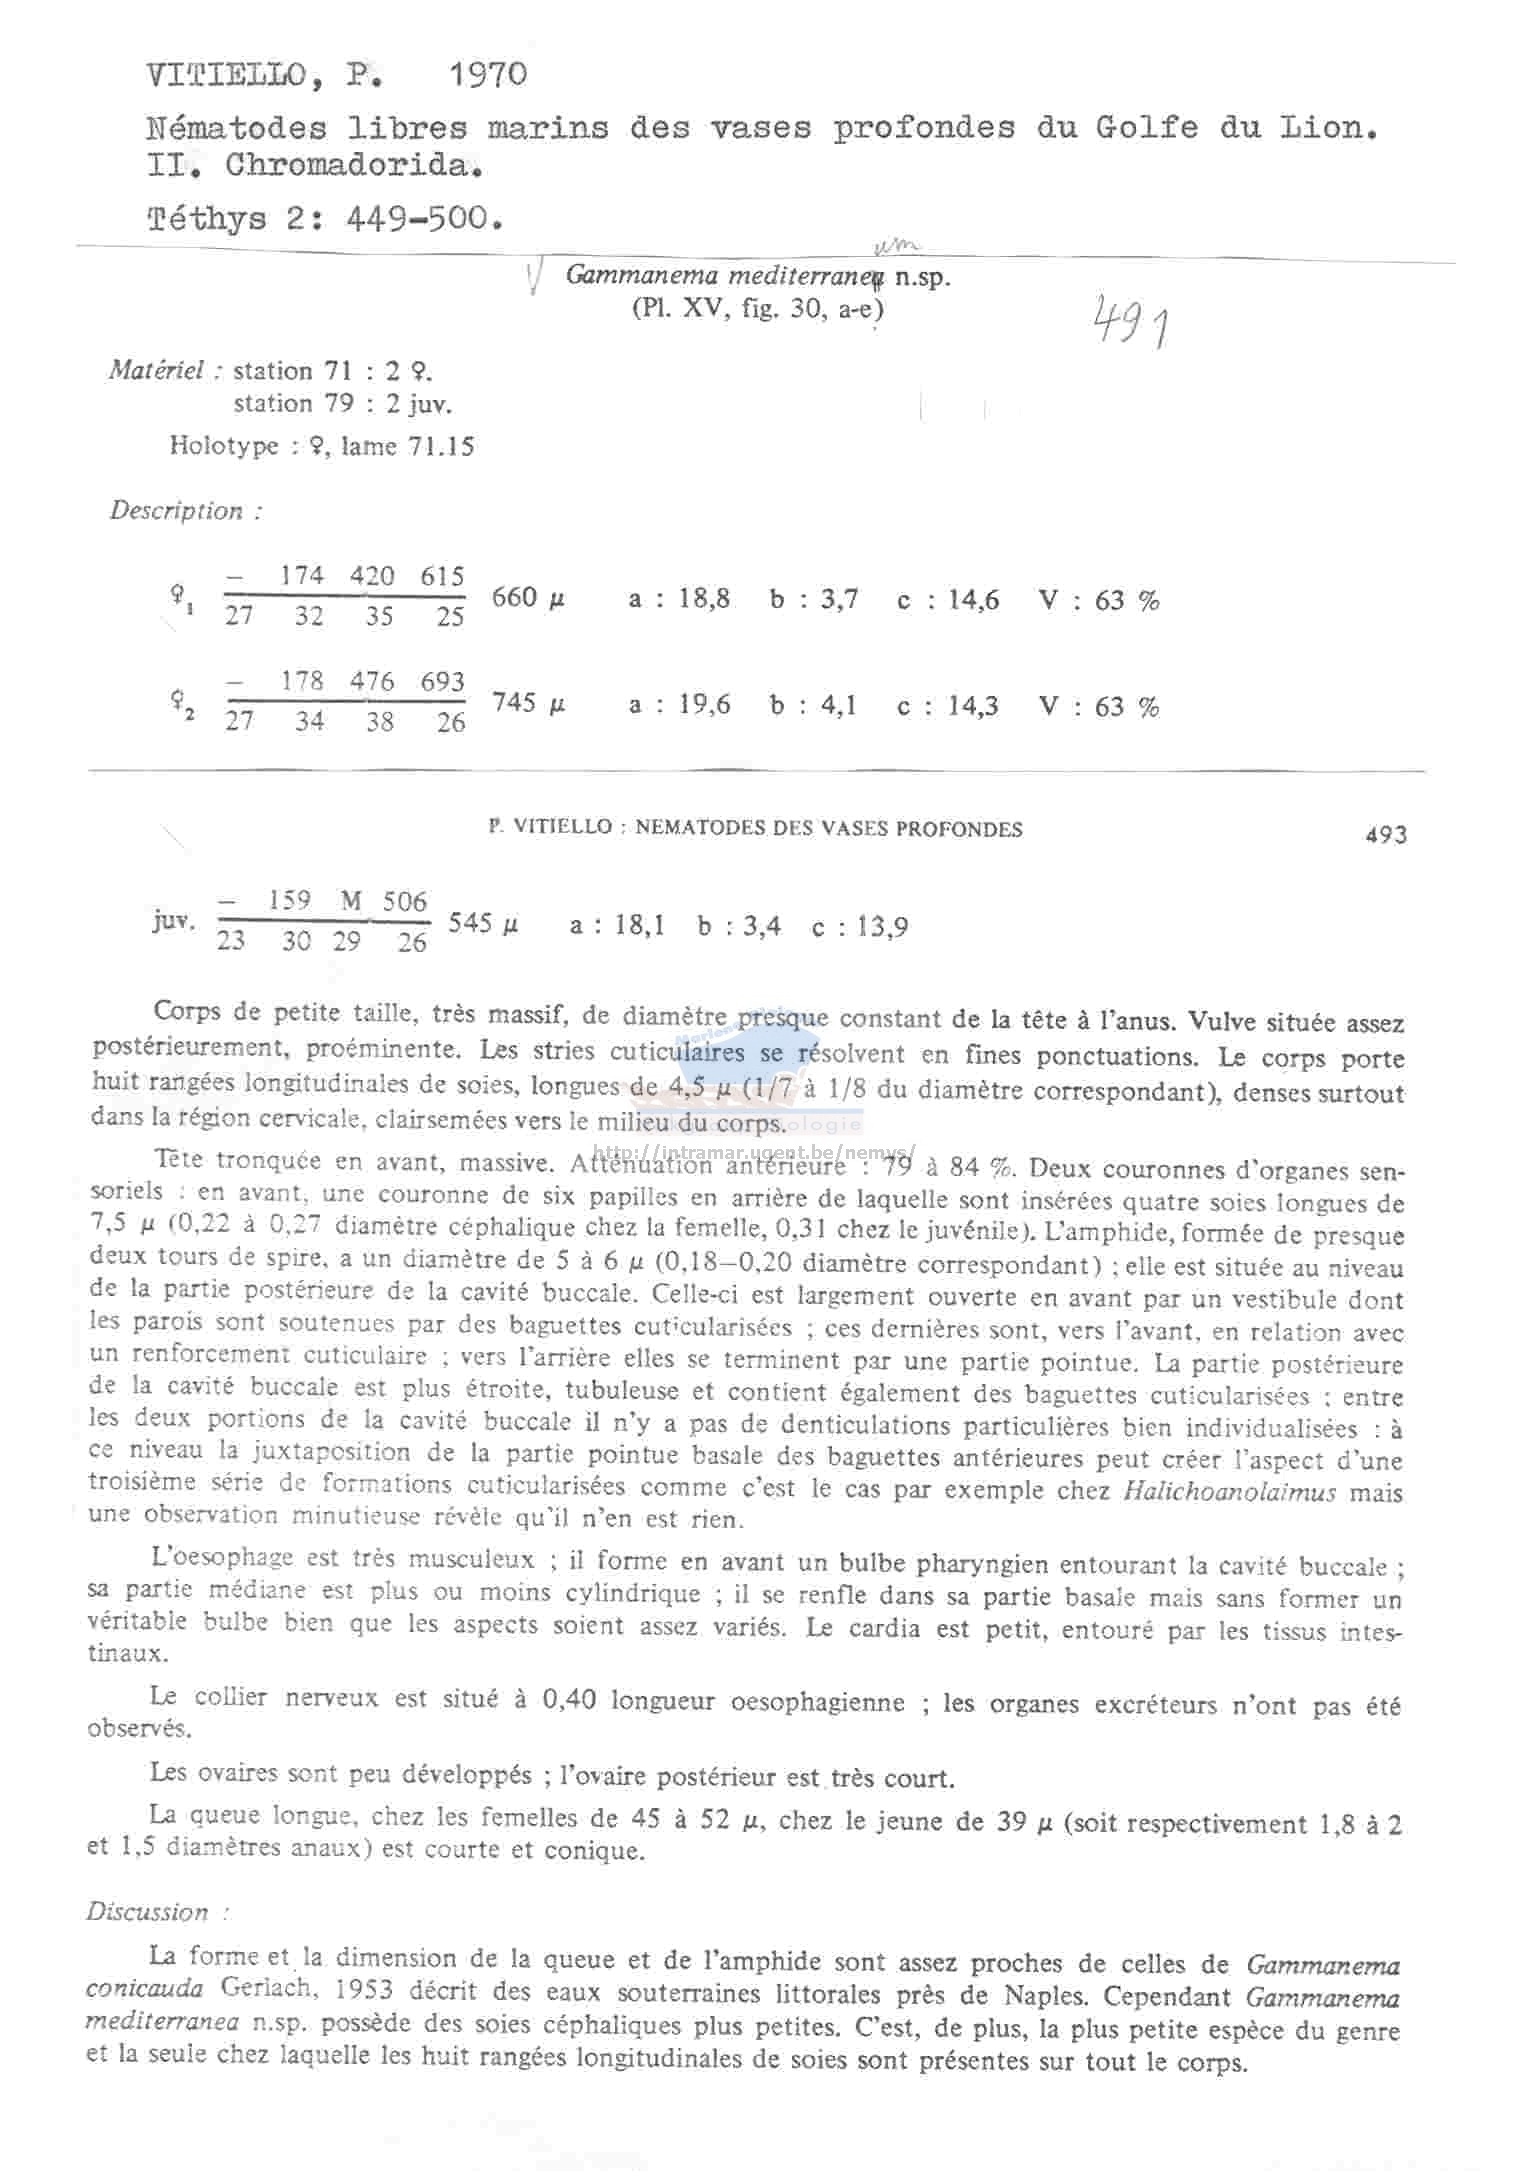 VITIELLO, P. 1970
Nématodes libres marins des vases profondes du Golfe du Lion.
II. Chromadorida.
Téthys 2: 449-500.
um
Gammanema mediterranea n.sp.
(Pl. XV, fig. 30, a-e)
491
Matériel : station 71 : 2 ♀.
station 79 : 2 juv.
Holotype : ♀, lame 71.15
Description :
– 174 420 615
♀1 660 µ a : 18,8 b : 3,7 c : 14,6 V : 63 %
27 32 35 25
– 178 476 693
♀2 745 µ a : 19,6 b : 4,1 c : 14,3 V : 63 %
27 34 38 26
P. VITIELLO : NEMATODES DES VASES PROFONDES 493
– 159 M 506
juv. 545 µ a : 18,1 b : 3,4 c : 13,9
23 30 29 26
Corps de petite taille, très massif, de diamètre presque constant de la tête à l'anus. Vulve située assez
postérieurement, proéminente. Les stries cuticulaires se résolvent en fines ponctuations. Le corps porte
huit rangées longitudinales de soies, longues de 4,5 µ (1/7 à 1/8 du diamètre correspondant), denses surtout
dans la région cervicale, clairsemées vers le milieu du corps.
http://intramar.ugent.be/nemys/
Tête tronquée en avant, massive. Atténuation antérieure : 79 à 84 %. Deux couronnes d'organes sen-
soriels : en avant, une couronne de six papilles en arrière de laquelle sont insérées quatre soies longues de
7,5 µ (0,22 à 0,27 diamètre céphalique chez la femelle, 0,31 chez le juvénile). L'amphide, formée de presque
deux tours de spire, a un diamètre de 5 à 6 µ (0,18–0,20 diamètre correspondant) ; elle est située au niveau
de la partie postérieure de la cavité buccale. Celle-ci est largement ouverte en avant par un vestibule dont
les parois sont soutenues par des baguettes cuticularisées ; ces dernières sont, vers l'avant, en relation avec
un renforcement cuticulaire ; vers l'arrière elles se terminent par une partie pointue. La partie postérieure
de la cavité buccale est plus étroite, tubuleuse et contient également des baguettes cuticularisées ; entre
les deux portions de la cavité buccale il n'y a pas de denticulations particulières bien individualisées : à
ce niveau la juxtaposition de la partie pointue basale des baguettes antérieures peut créer l'aspect d'une
troisième série de formations cuticularisées comme c'est le cas par exemple chez Halichoanolaimus mais
une observation minutieuse révèle qu'il n'en est rien.
L'oesophage est très musculeux ; il forme en avant un bulbe pharyngien entourant la cavité buccale ;
sa partie médiane est plus ou moins cylindrique ; il se renfle dans sa partie basale mais sans former un
véritable bulbe bien que les aspects soient assez variés. Le cardia est petit, entouré par les tissus intes-
tinaux.
Le collier nerveux est situé à 0,40 longueur oesophagienne ; les organes excréteurs n'ont pas été
observés.
Les ovaires sont peu développés ; l'ovaire postérieur est très court.
La queue longue, chez les femelles de 45 à 52 µ, chez le jeune de 39 µ (soit respectivement 1,8 à 2
et 1,5 diamètres anaux) est courte et conique.
Discussion :
La forme et la dimension de la queue et de l'amphide sont assez proches de celles de Gammanema
conicauda Gerlach, 1953 décrit des eaux souterraines littorales près de Naples. Cependant Gammanema
mediterranea n.sp. possède des soies céphaliques plus petites. C'est, de plus, la plus petite espèce du genre
et la seule chez laquelle les huit rangées longitudinales de soies sont présentes sur tout le corps.